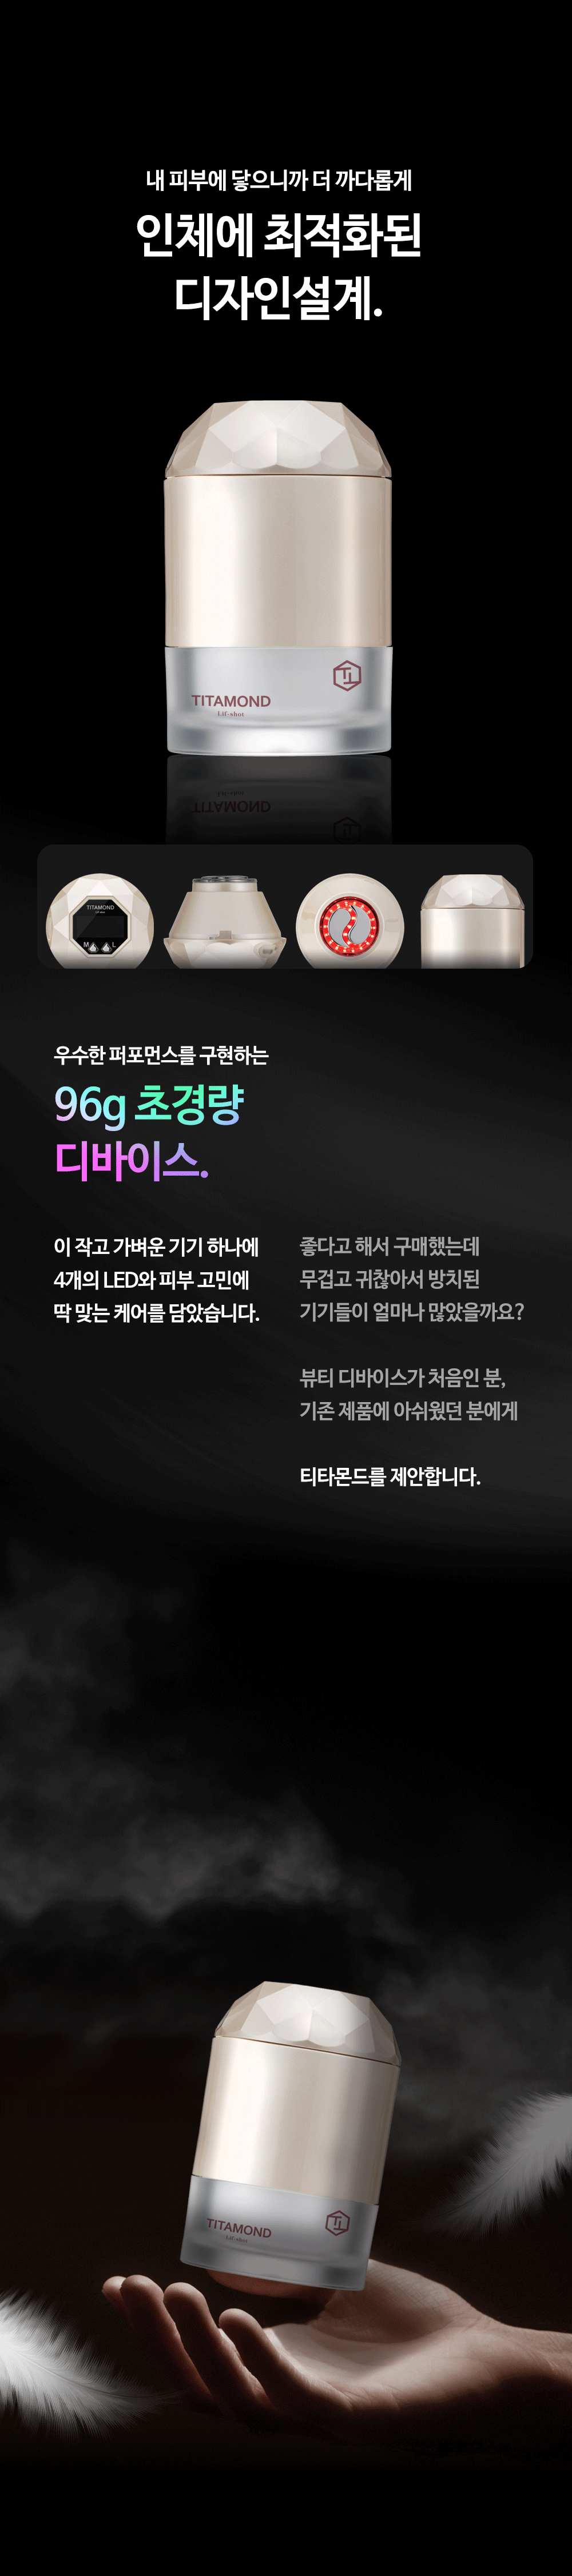 내 피부에 닿으니까 더 까다롭게
인체에 최적화된
디자인설계.
TITAMOND
Lif-shot
TL
TITAMOND
M
L
우수한 퍼포먼스를 구현하는
96g 초경량
디바이스.
이 작고 가벼운 기기 하나에
4개의 LED와 피부 고민에
딱 맞는 케어를 담았습니다.
좋다고 해서 구매했는데
무겁고 귀찮아서 방치된
기기들이 얼마나 많았을까요?
뷰티 디바이스가 처음인 분,
기존 제품에 아쉬웠던 분에게
티타몬드를 제안합니다.
TITAMOND
Lif-shot
TL